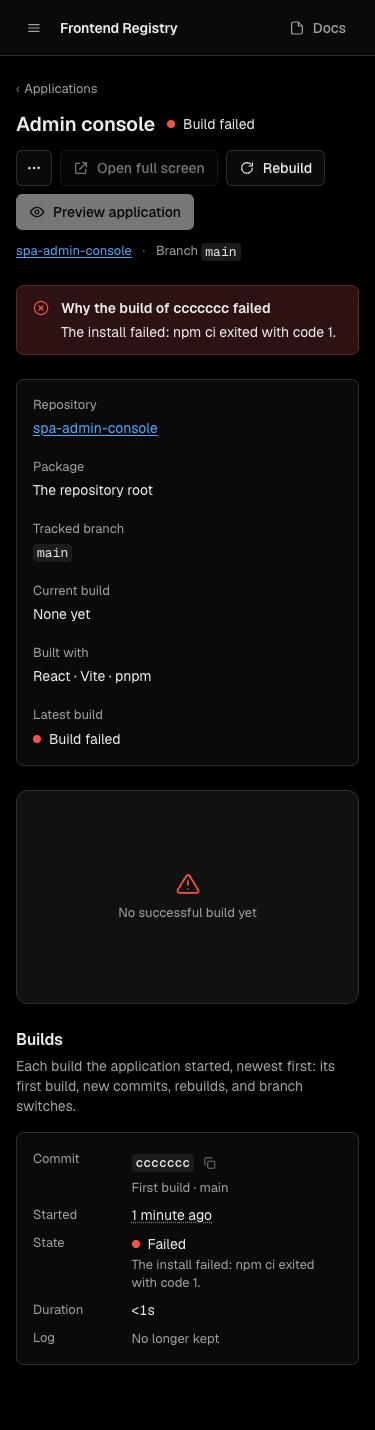 Frontend Registry
Docs
‹ Applications
Admin console
Build failed
Open full screen
Rebuild
Preview application
spa-admin-console · Branch main
Why the build of ccccccc failed
The install failed: npm ci exited with code 1.
Repository
spa-admin-console
Package
The repository root
Tracked branch
main
Current build
None yet
Built with
React · Vite · pnpm
Latest build
Build failed
No successful build yet
Builds
Each build the application started, newest first: its
first build, new commits, rebuilds, and branch
switches.
Commit ccccccc
First build · main
Started 1 minute ago
State Failed
The install failed: npm ci exited
with code 1.
Duration <1s
Log No longer kept